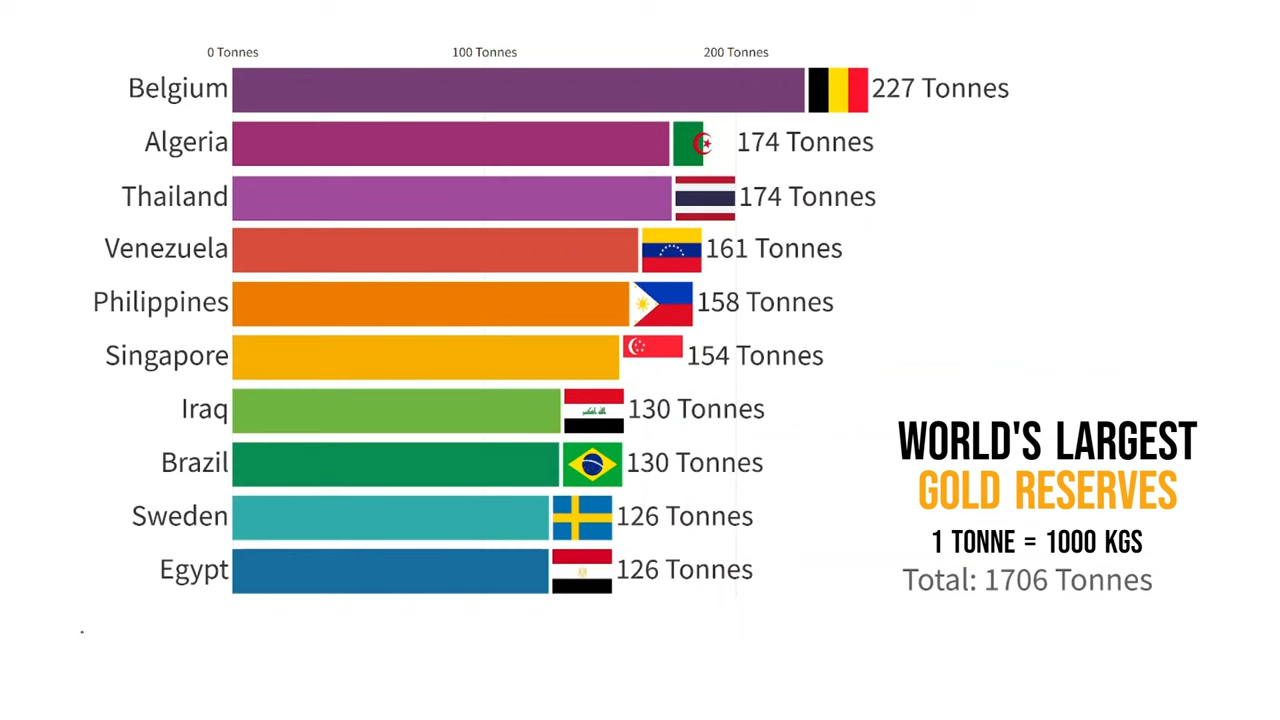 0 Tonnes 100 Tonnes 200 Tonnes
Belgium 227 Tonnes
Algeria 174 Tonnes
Thailand 174 Tonnes
Venezuela 161 Tonnes
Philippines 158 Tonnes
Singapore 154 Tonnes
Iraq 130 Tonnes
Brazil 130 Tonnes
Sweden 126 Tonnes
Egypt 126 Tonnes
WORLD'S LARGEST
GOLD RESERVES
1 TONNE = 1000 KGS
Total: 1706 Tonnes